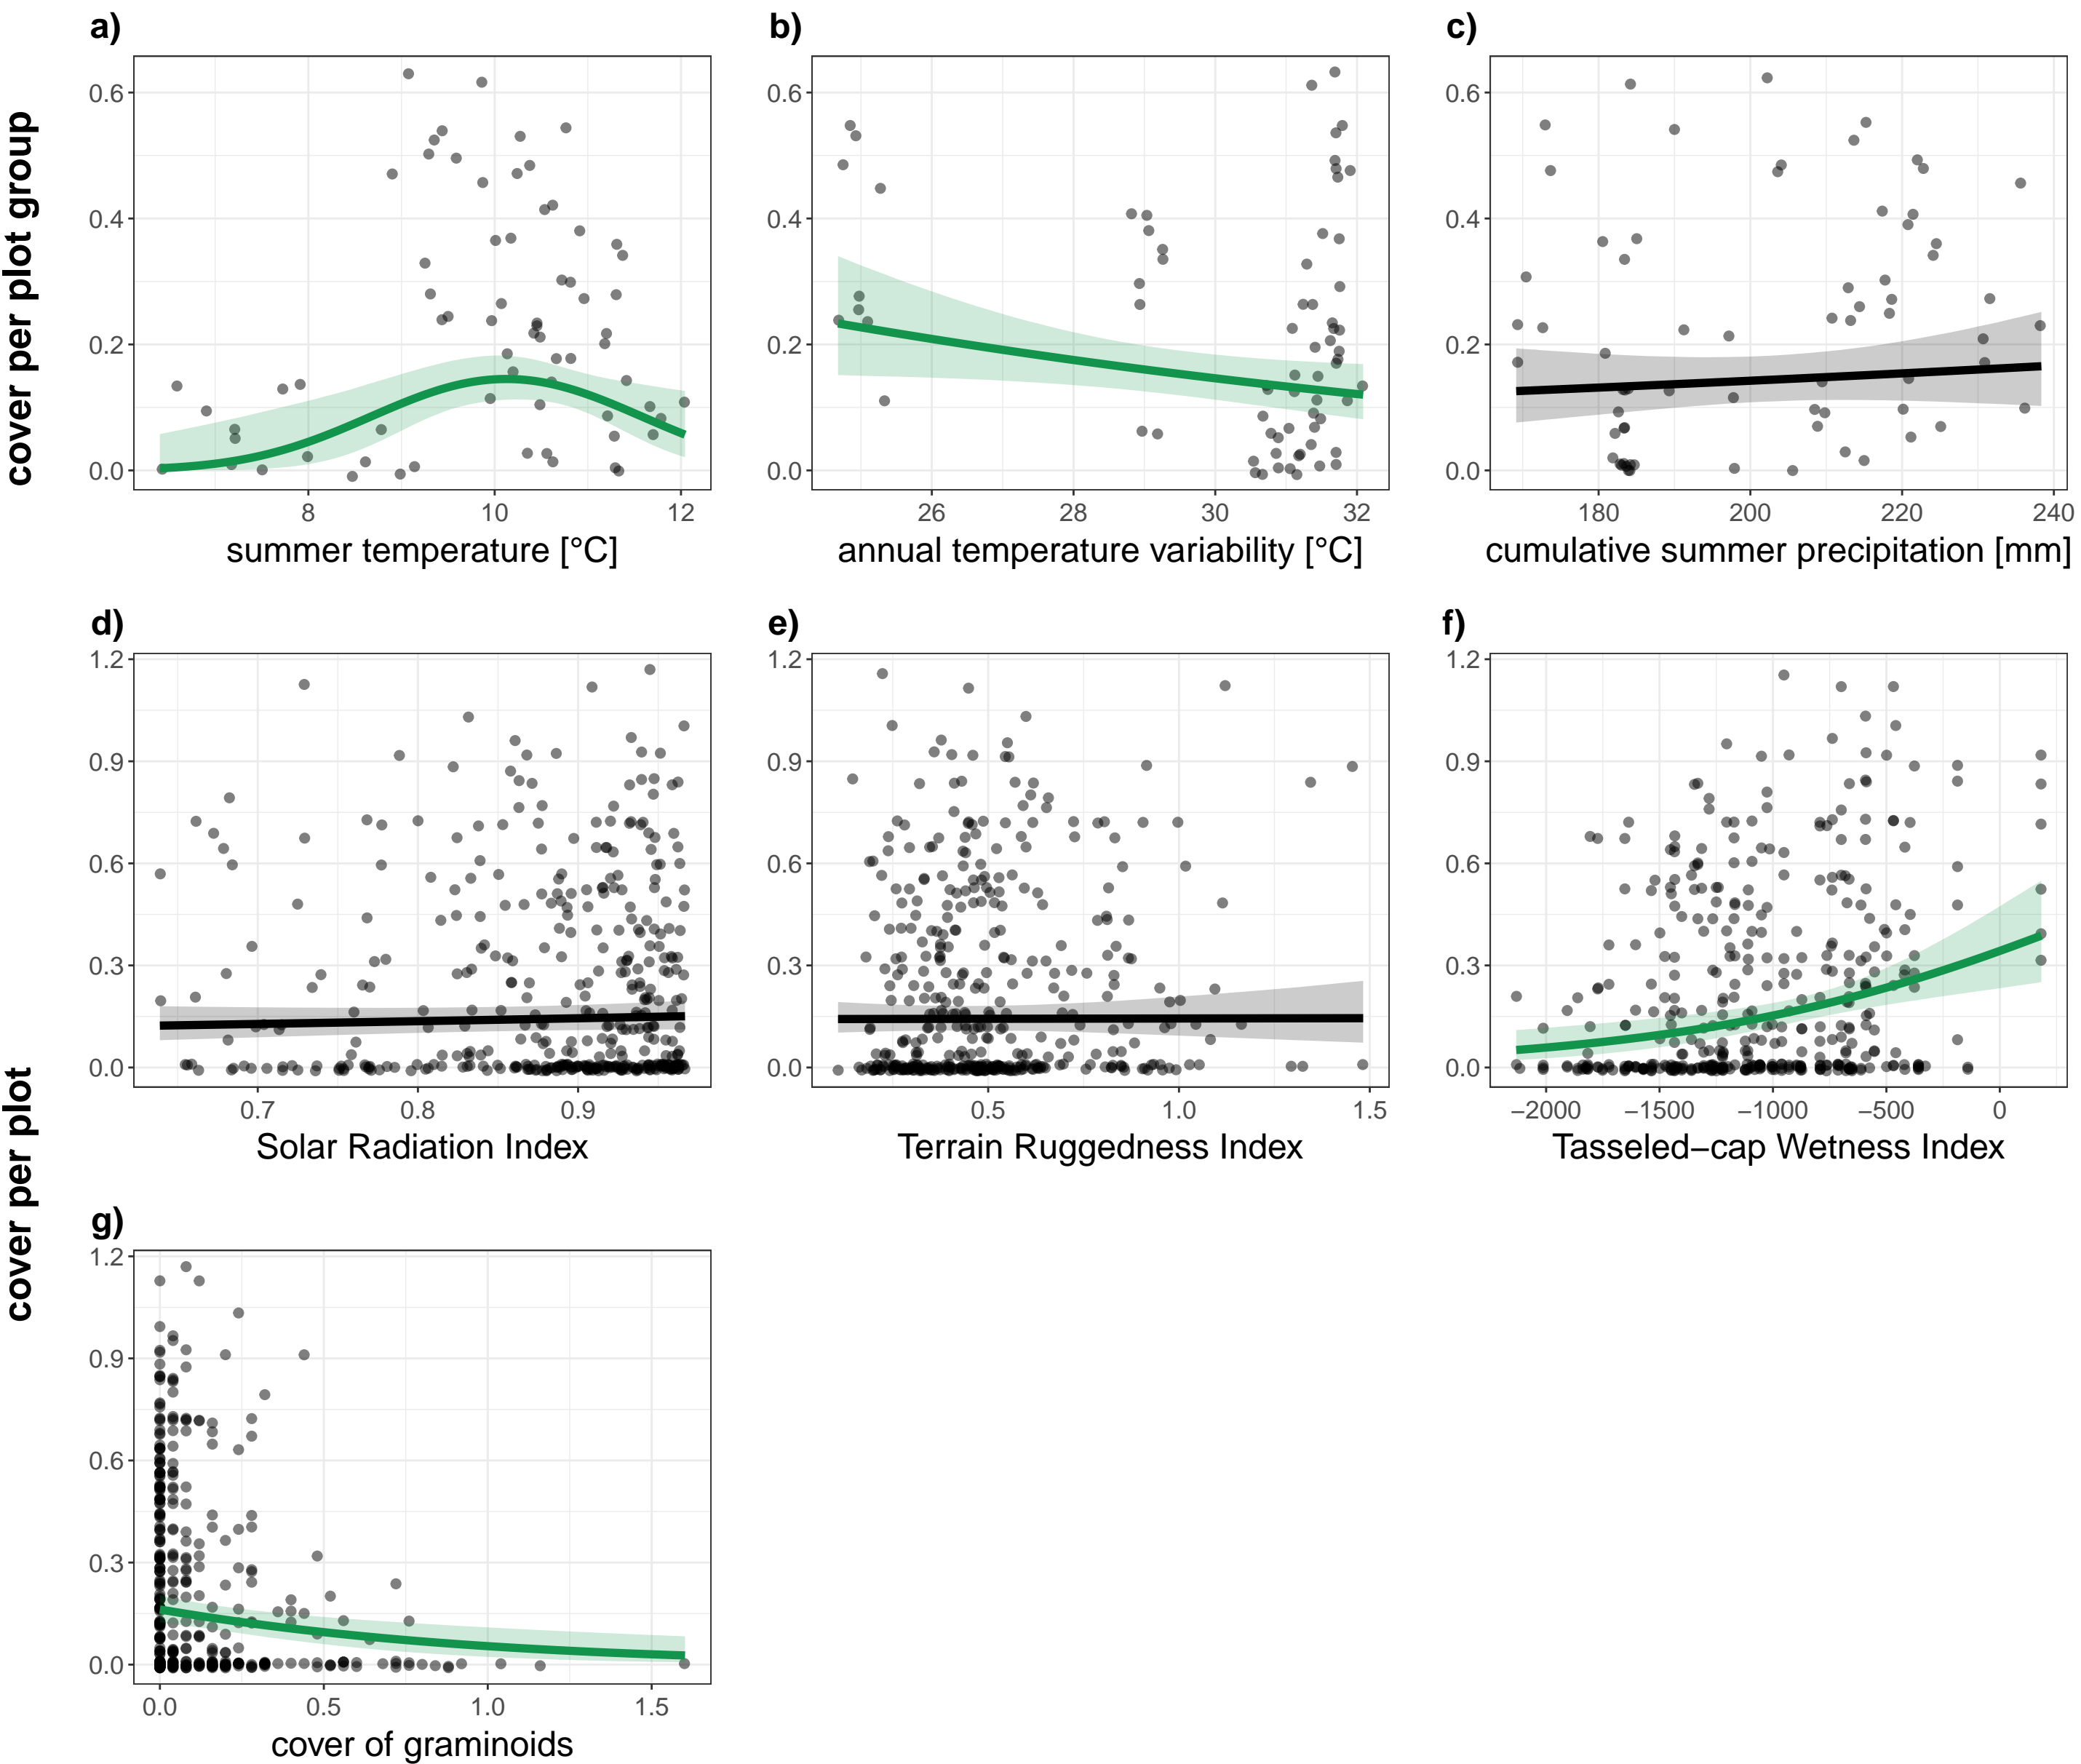 a)
b)
c)
cover per plot group
0.6
0.4
0.2
0.0
8 10 12
summer temperature [°C]
0.6
0.4
0.2
0.0
26 28 30 32
annual temperature variability [°C]
0.6
0.4
0.2
0.0
180 200 220 240
cumulative summer precipitation [mm]
d)
e)
f)
cover per plot
1.2
0.9
0.6
0.3
0.0
0.7 0.8 0.9
Solar Radiation Index
1.2
0.9
0.6
0.3
0.0
0.5 1.0 1.5
Terrain Ruggedness Index
1.2
0.9
0.6
0.3
0.0
−2000 −1500 −1000 −500 0
Tasseled−cap Wetness Index
g)
1.2
0.9
0.6
0.3
0.0
0.0 0.5 1.0 1.5
cover of graminoids